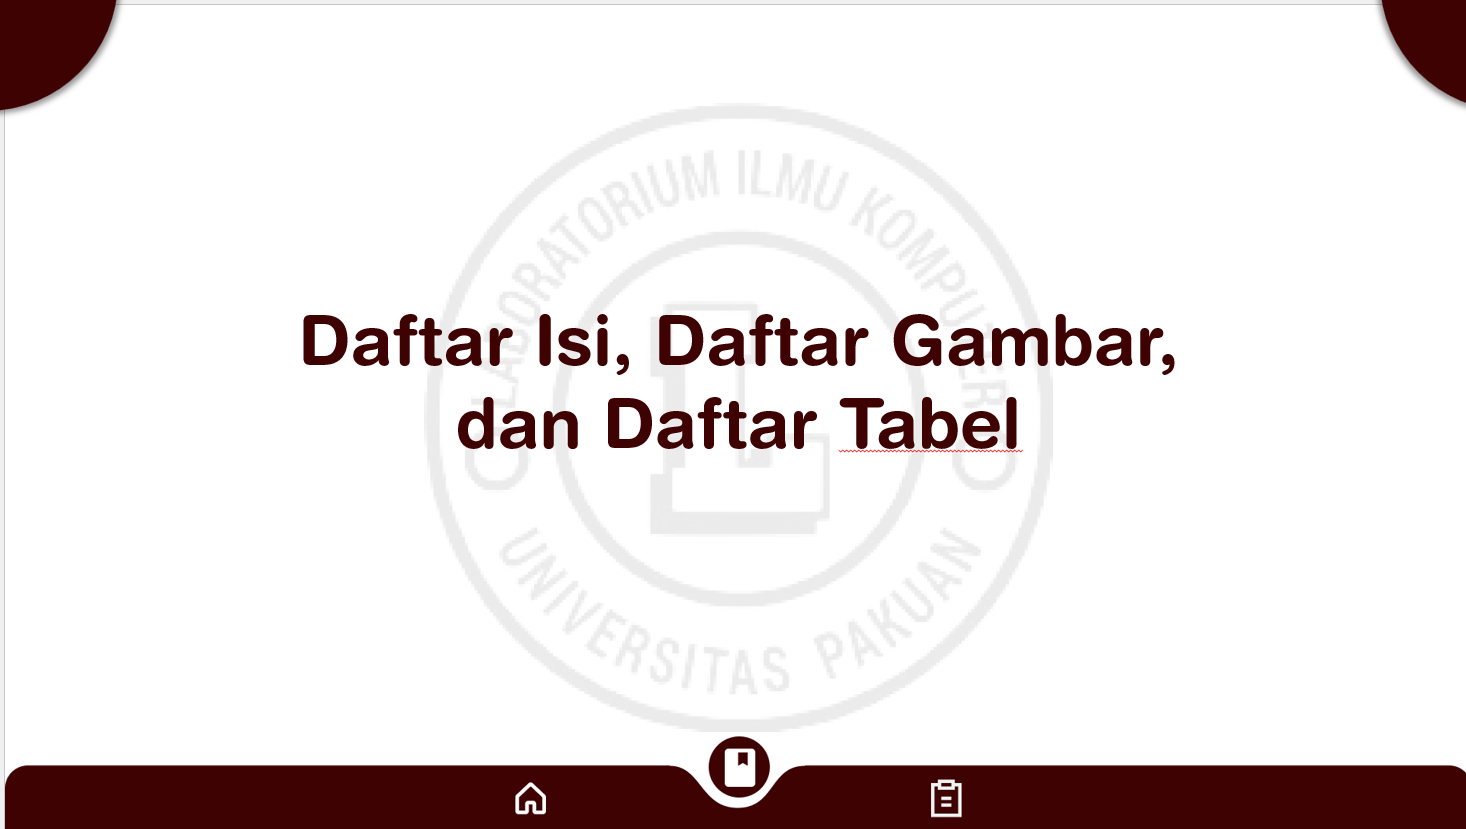 LABORATORIUM ILMU KOMPUTER
Daftar Isi, Daftar Gambar,
dan Daftar Tabel
UNIVERSITAS PAKUAN